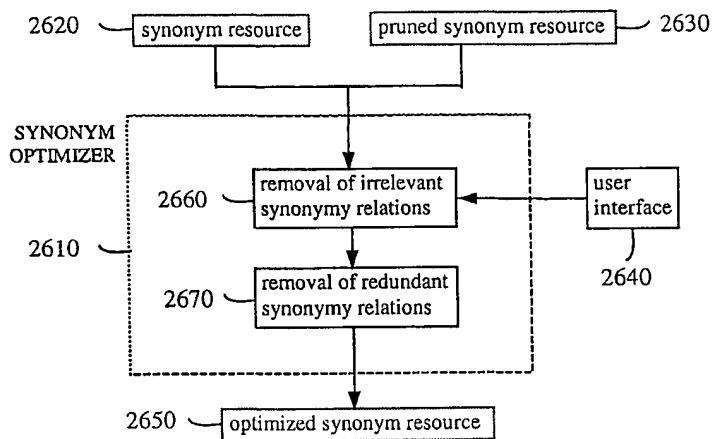 2620
synonym resource
pruned synonym resource
2630
SYNONYM
OPTIMIZER
2660
removal of irrelevant
synonymy relations
user
interface
2610
2640
2670
removal of redundant
synonymy relations
2650
optimized synonym resource